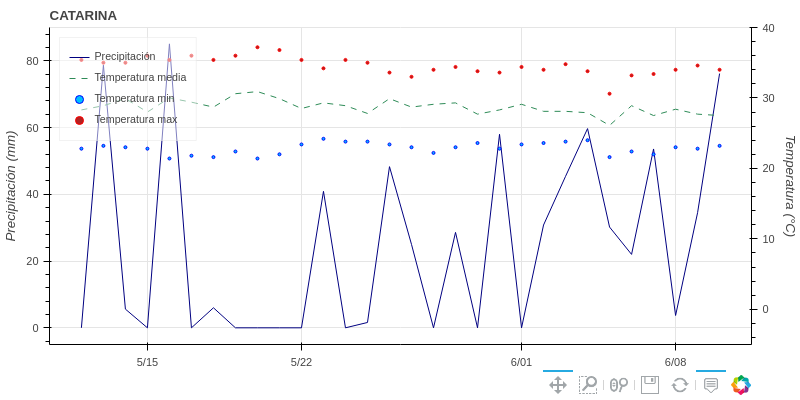 CATARINA
Precipitación
Temperatura media
Temperatura min
Temperatura max
Precipitación (mm)
80
60
40
20
0
Temperatura (°C)
40
30
20
10
0
5/15
5/22
6/01
6/08